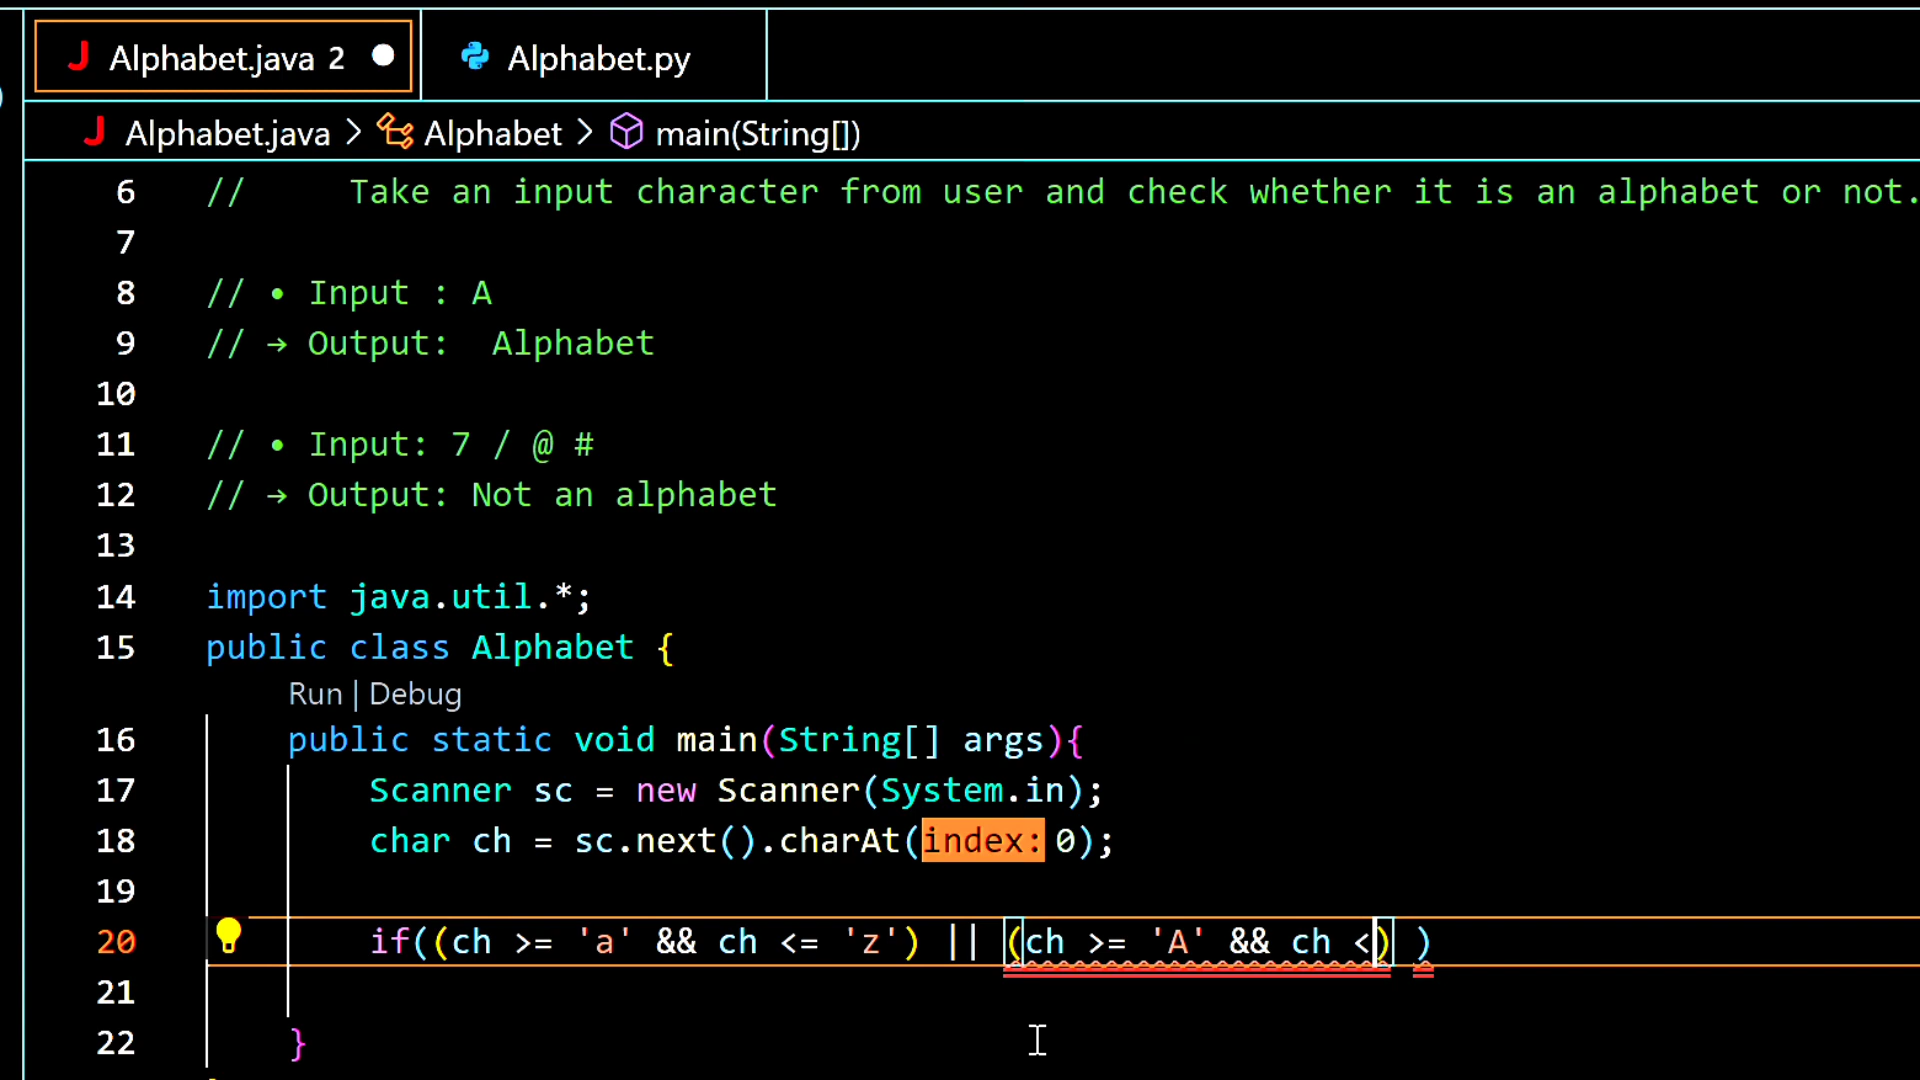 Alphabet.java 2 Alphabet.py
Alphabet.java > Alphabet > main(String[])
6 // Take an input character from user and check whether it is an alphabet or not.
7
8 // • Input : A
9 // → Output: Alphabet
10
11 // • Input: 7 / @ #
12 // → Output: Not an alphabet
13
14 import java.util.*;
15 public class Alphabet {
Run | Debug
16 public static void main(String[] args){
17 Scanner sc = new Scanner(System.in);
18 char ch = sc.next().charAt(index: 0);
19
20 if((ch >= 'a' && ch <= 'z') || (ch >= 'A' && ch <) )
21
22 }